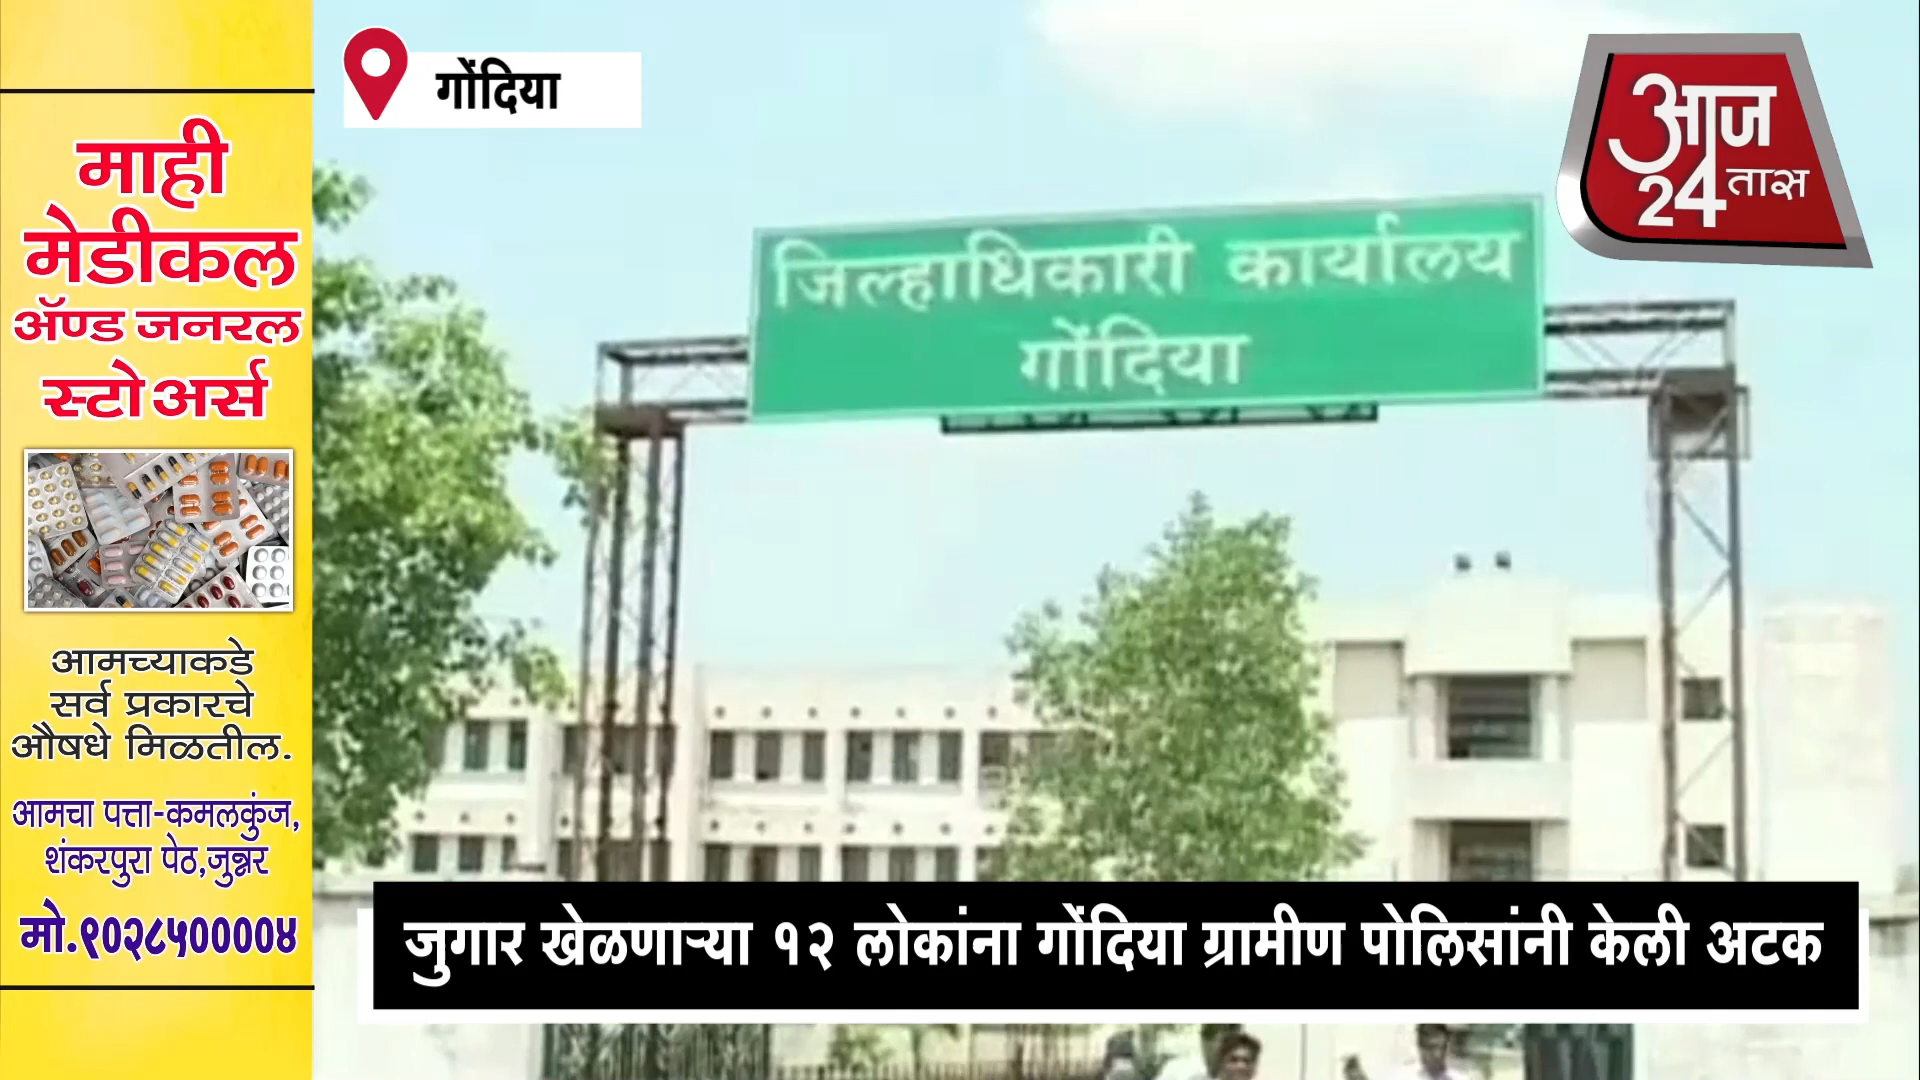 माही
मेडीकल
ॲण्ड जनरल
स्टोअर्स
आमच्याकडे
सर्व प्रकारचे
औषधे मिळतील.
आमचा पत्ता-कमलकुंज,
शंकरपुरा पेठ,जुन्नर
मो.९०२८५००००४
गोंदिया
आज
24 तास
जिल्हाधिकारी कार्यालय
गोंदिया
जुगार खेळणाऱ्या १२ लोकांना गोंदिया ग्रामीण पोलिसांनी केली अटक